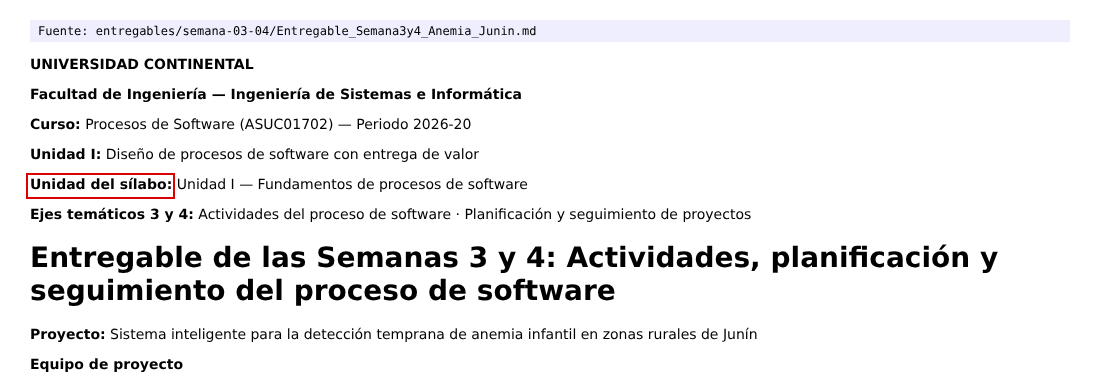 Fuente: entregables/semana-03-04/Entregable_Semana3y4_Anemia_Junin.md
UNIVERSIDAD CONTINENTAL
Facultad de Ingeniería — Ingeniería de Sistemas e Informática
Curso: Procesos de Software (ASUC01702) — Periodo 2026-20
Unidad I: Diseño de procesos de software con entrega de valor
Unidad del sílabo: Unidad I — Fundamentos de procesos de software
Ejes temáticos 3 y 4: Actividades del proceso de software · Planificación y seguimiento de proyectos
Entregable de las Semanas 3 y 4: Actividades, planificación y
seguimiento del proceso de software
Proyecto: Sistema inteligente para la detección temprana de anemia infantil en zonas rurales de Junín
Equipo de proyecto